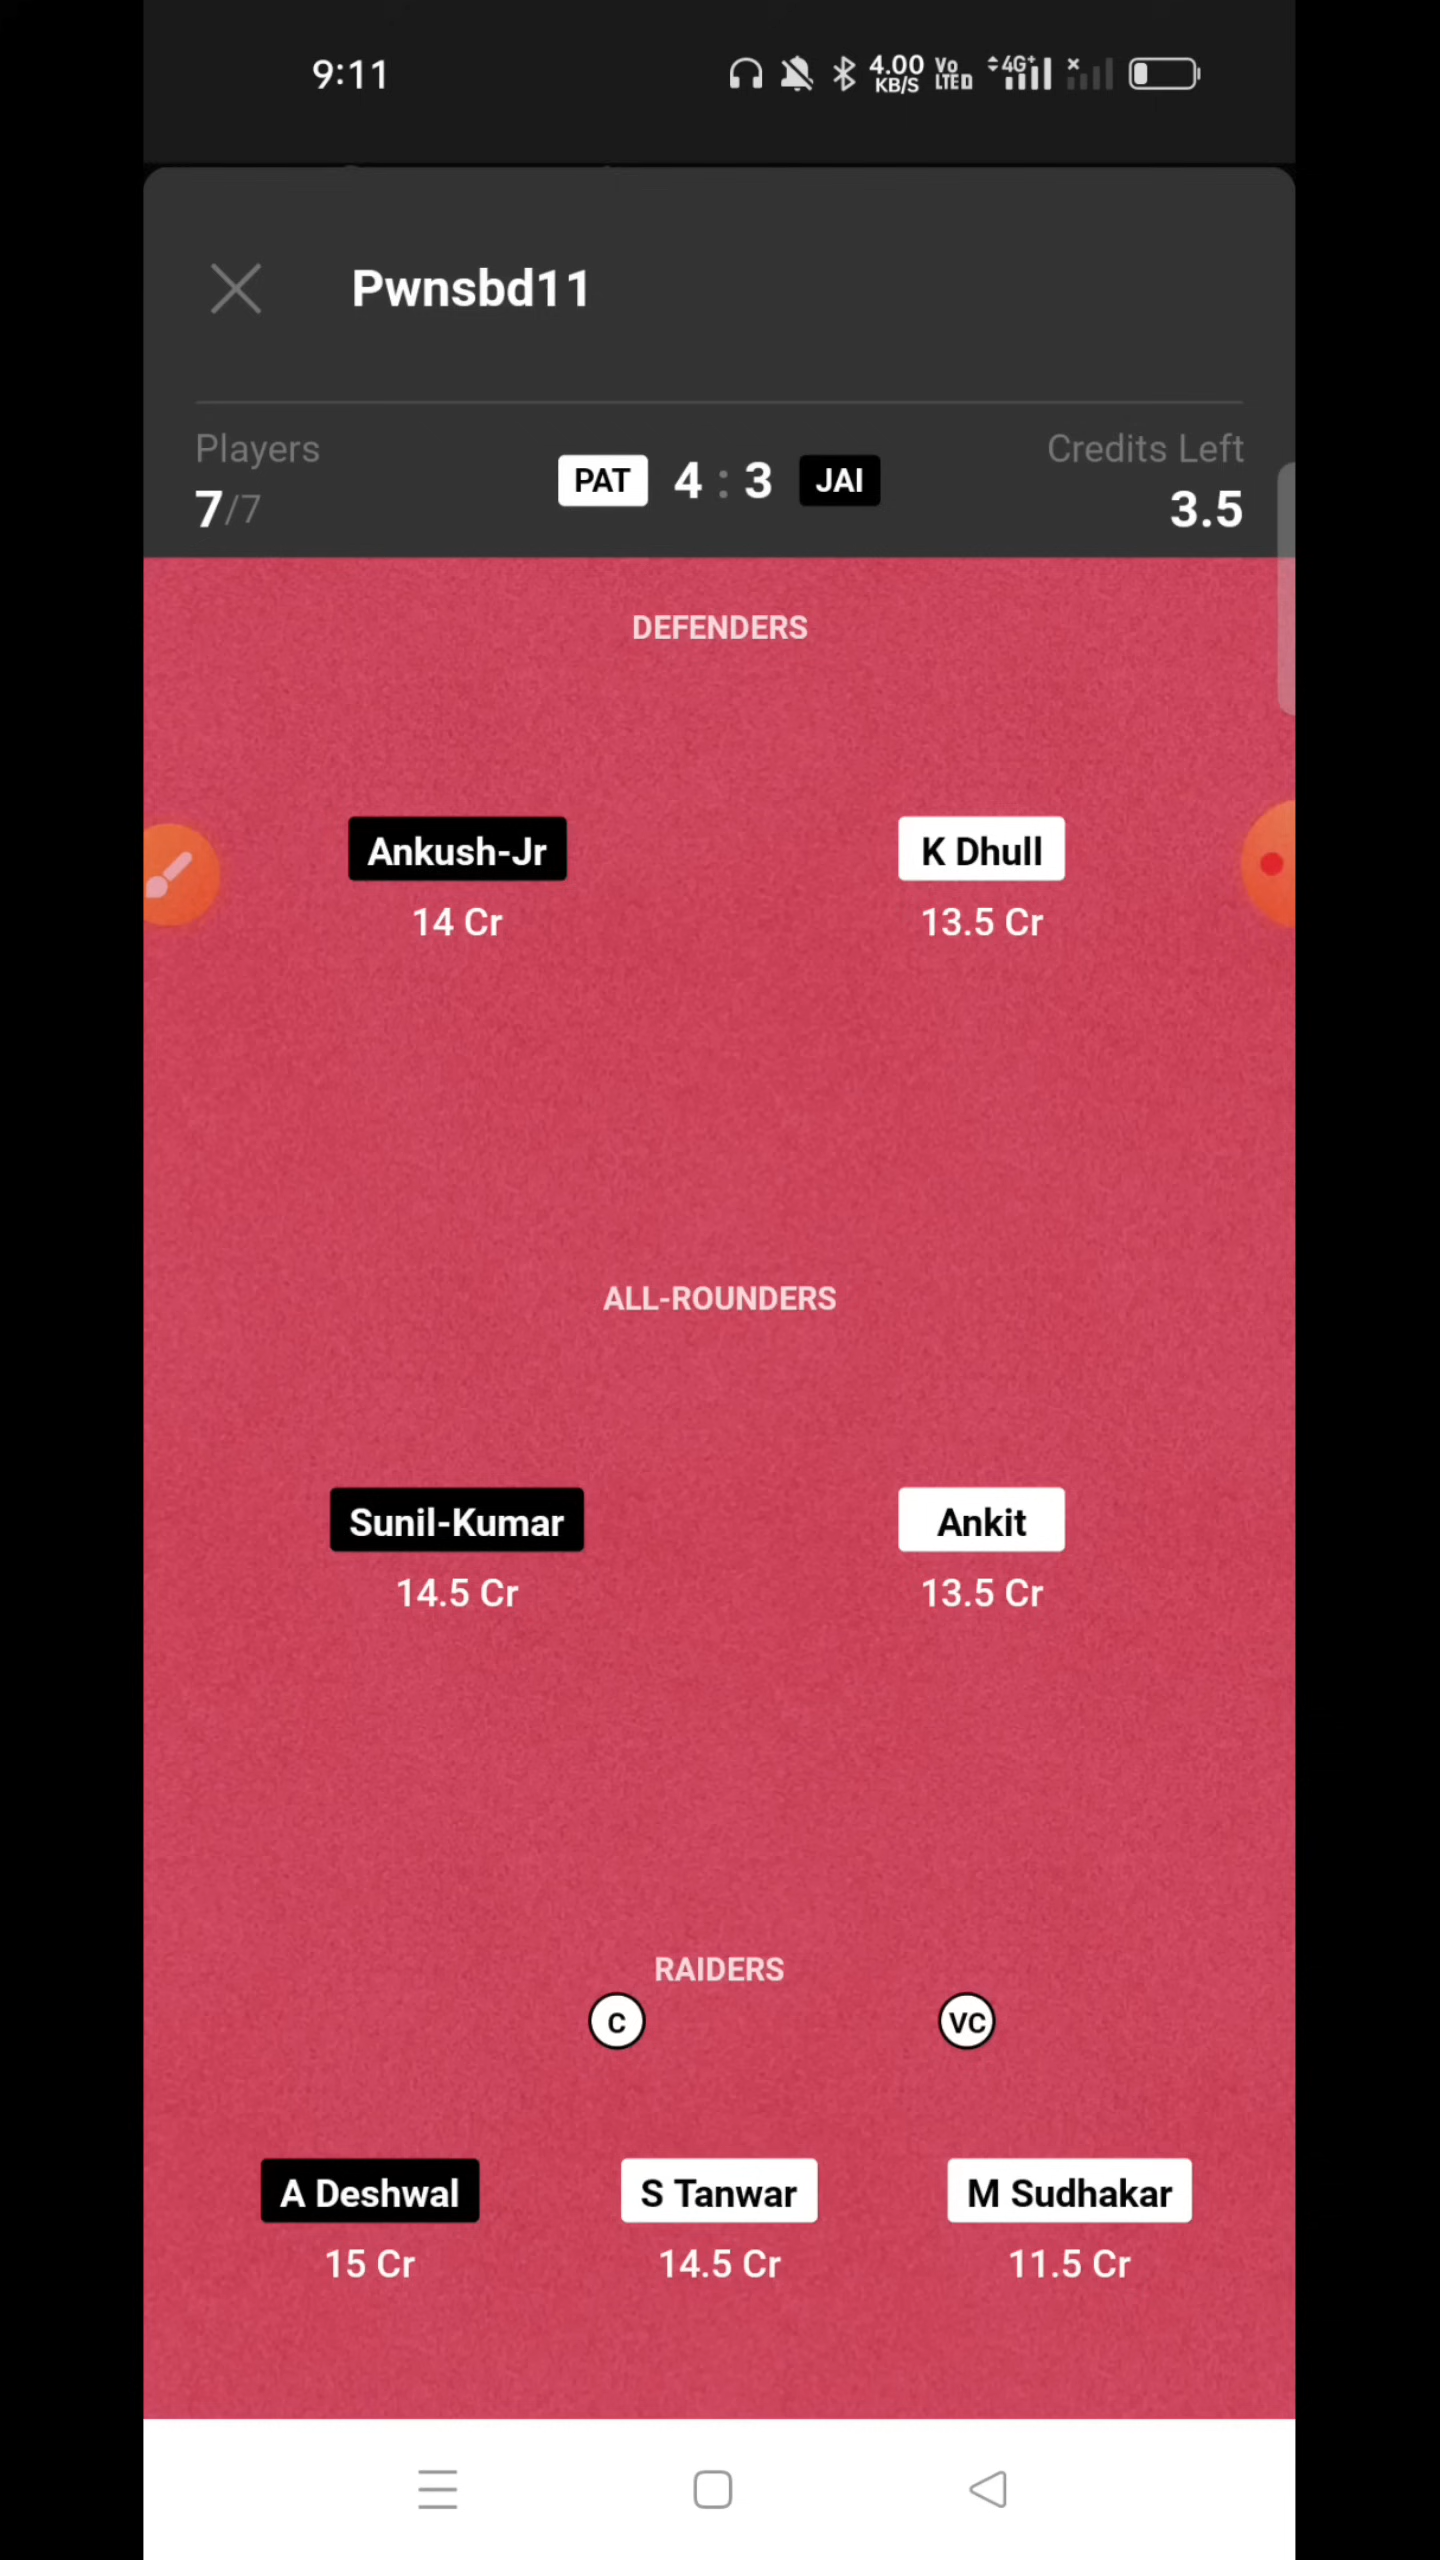 9:11 4.00 KB/S Vo LTED 4G+
Pwnsbd11
Players Credits Left
7/7 PAT 4 : 3 JAI 3.5
DEFENDERS
Ankush-Jr K Dhull
14 Cr 13.5 Cr
ALL-ROUNDERS
Sunil-Kumar Ankit
14.5 Cr 13.5 Cr
RAIDERS
C VC
A Deshwal S Tanwar M Sudhakar
15 Cr 14.5 Cr 11.5 Cr